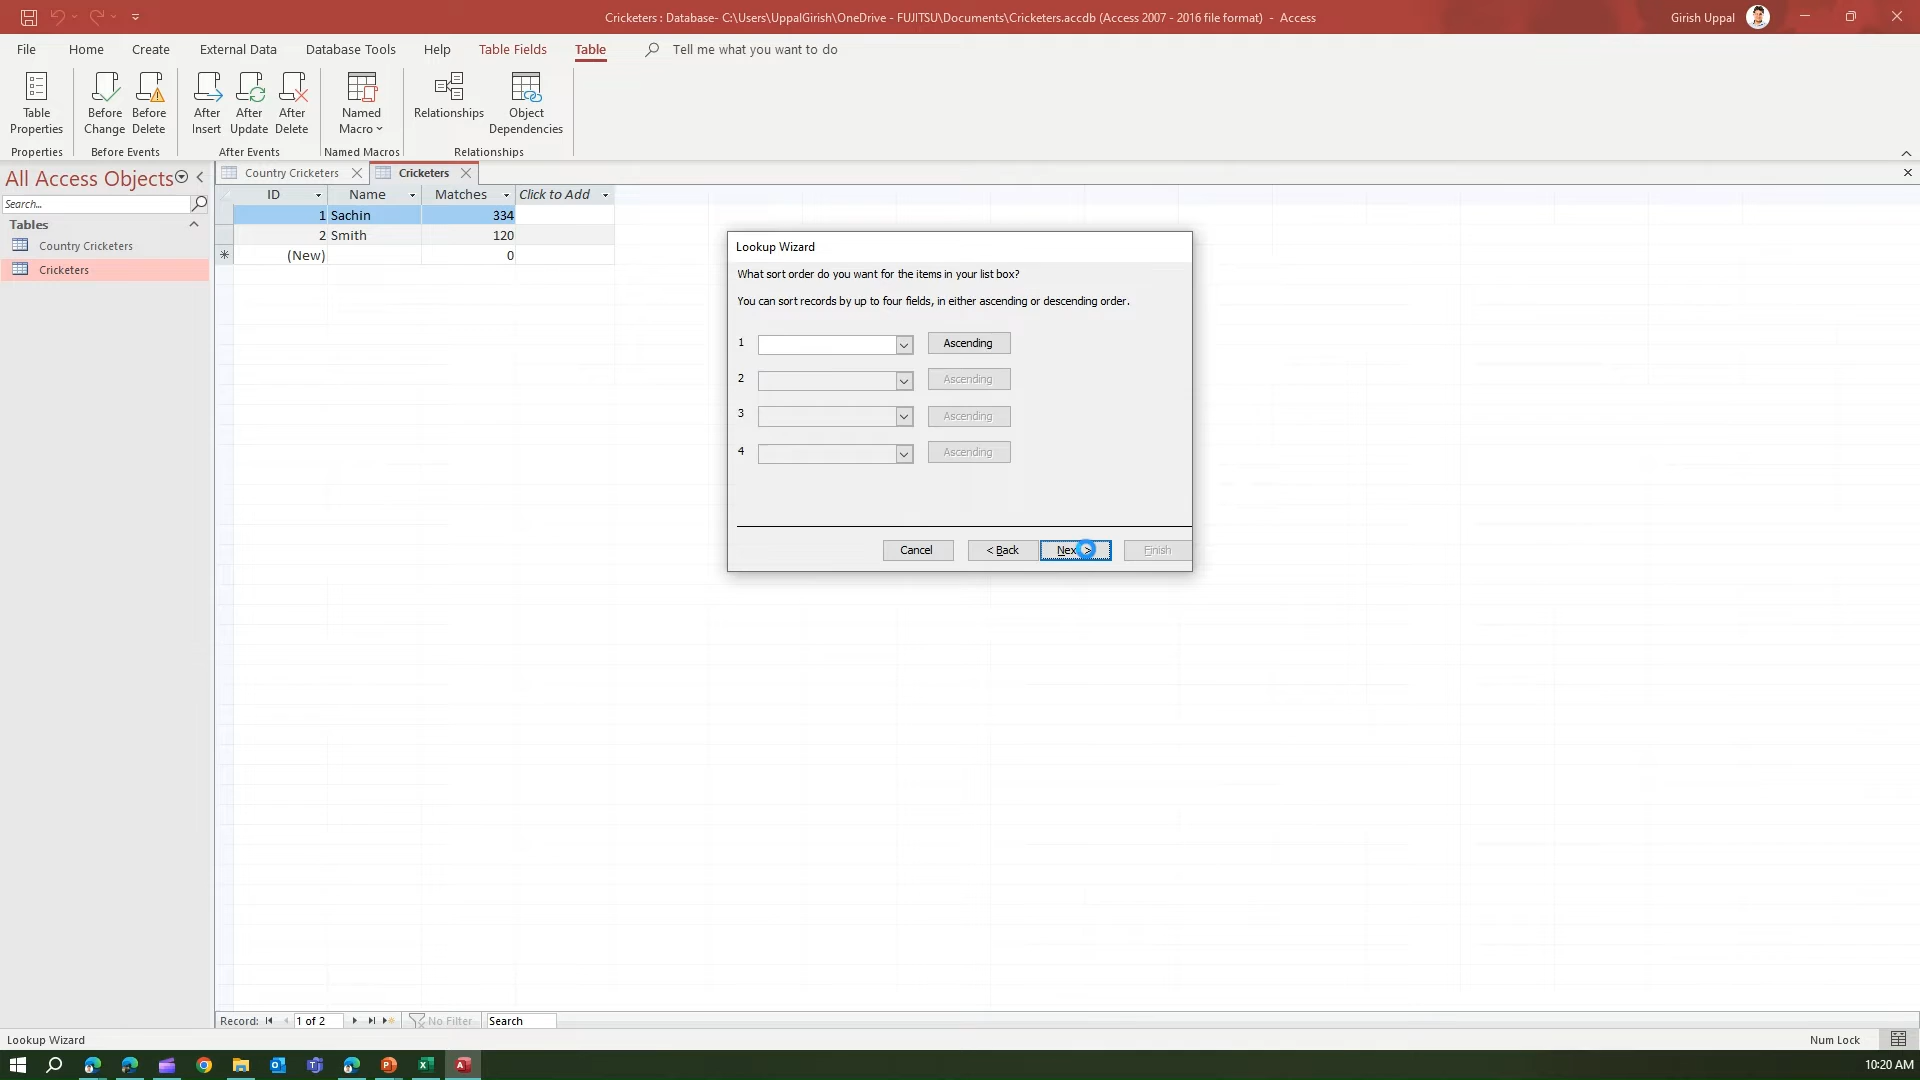 Cricketers : Database- C:\Users\UppalGirish\OneDrive - FUJITSU\Documents\Cricketers.accdb (Access 2007 - 2016 file format) - Access
Girish Uppal
File Home Create External Data Database Tools Help Table Fields Table Tell me what you want to do
Table Properties
Before Change
Before Delete
After Insert
After Update
After Delete
Named Macro
Relationships
Object Dependencies
Properties Before Events After Events Named Macros Relationships
All Access Objects
Search...
Tables
Country Cricketers
Cricketers
Country Cricketers Cricketers
ID Name Matches Click to Add
1 Sachin 334
2 Smith 120
(New) 0
Lookup Wizard
What sort order do you want for the items in your list box?
You can sort records by up to four fields, in either ascending or descending order.
1 Ascending
2 Ascending
3 Ascending
4 Ascending
Cancel < Back Nex > Finish
Record: 1 of 2 No Filter Search
Lookup Wizard Num Lock
10:20 AM